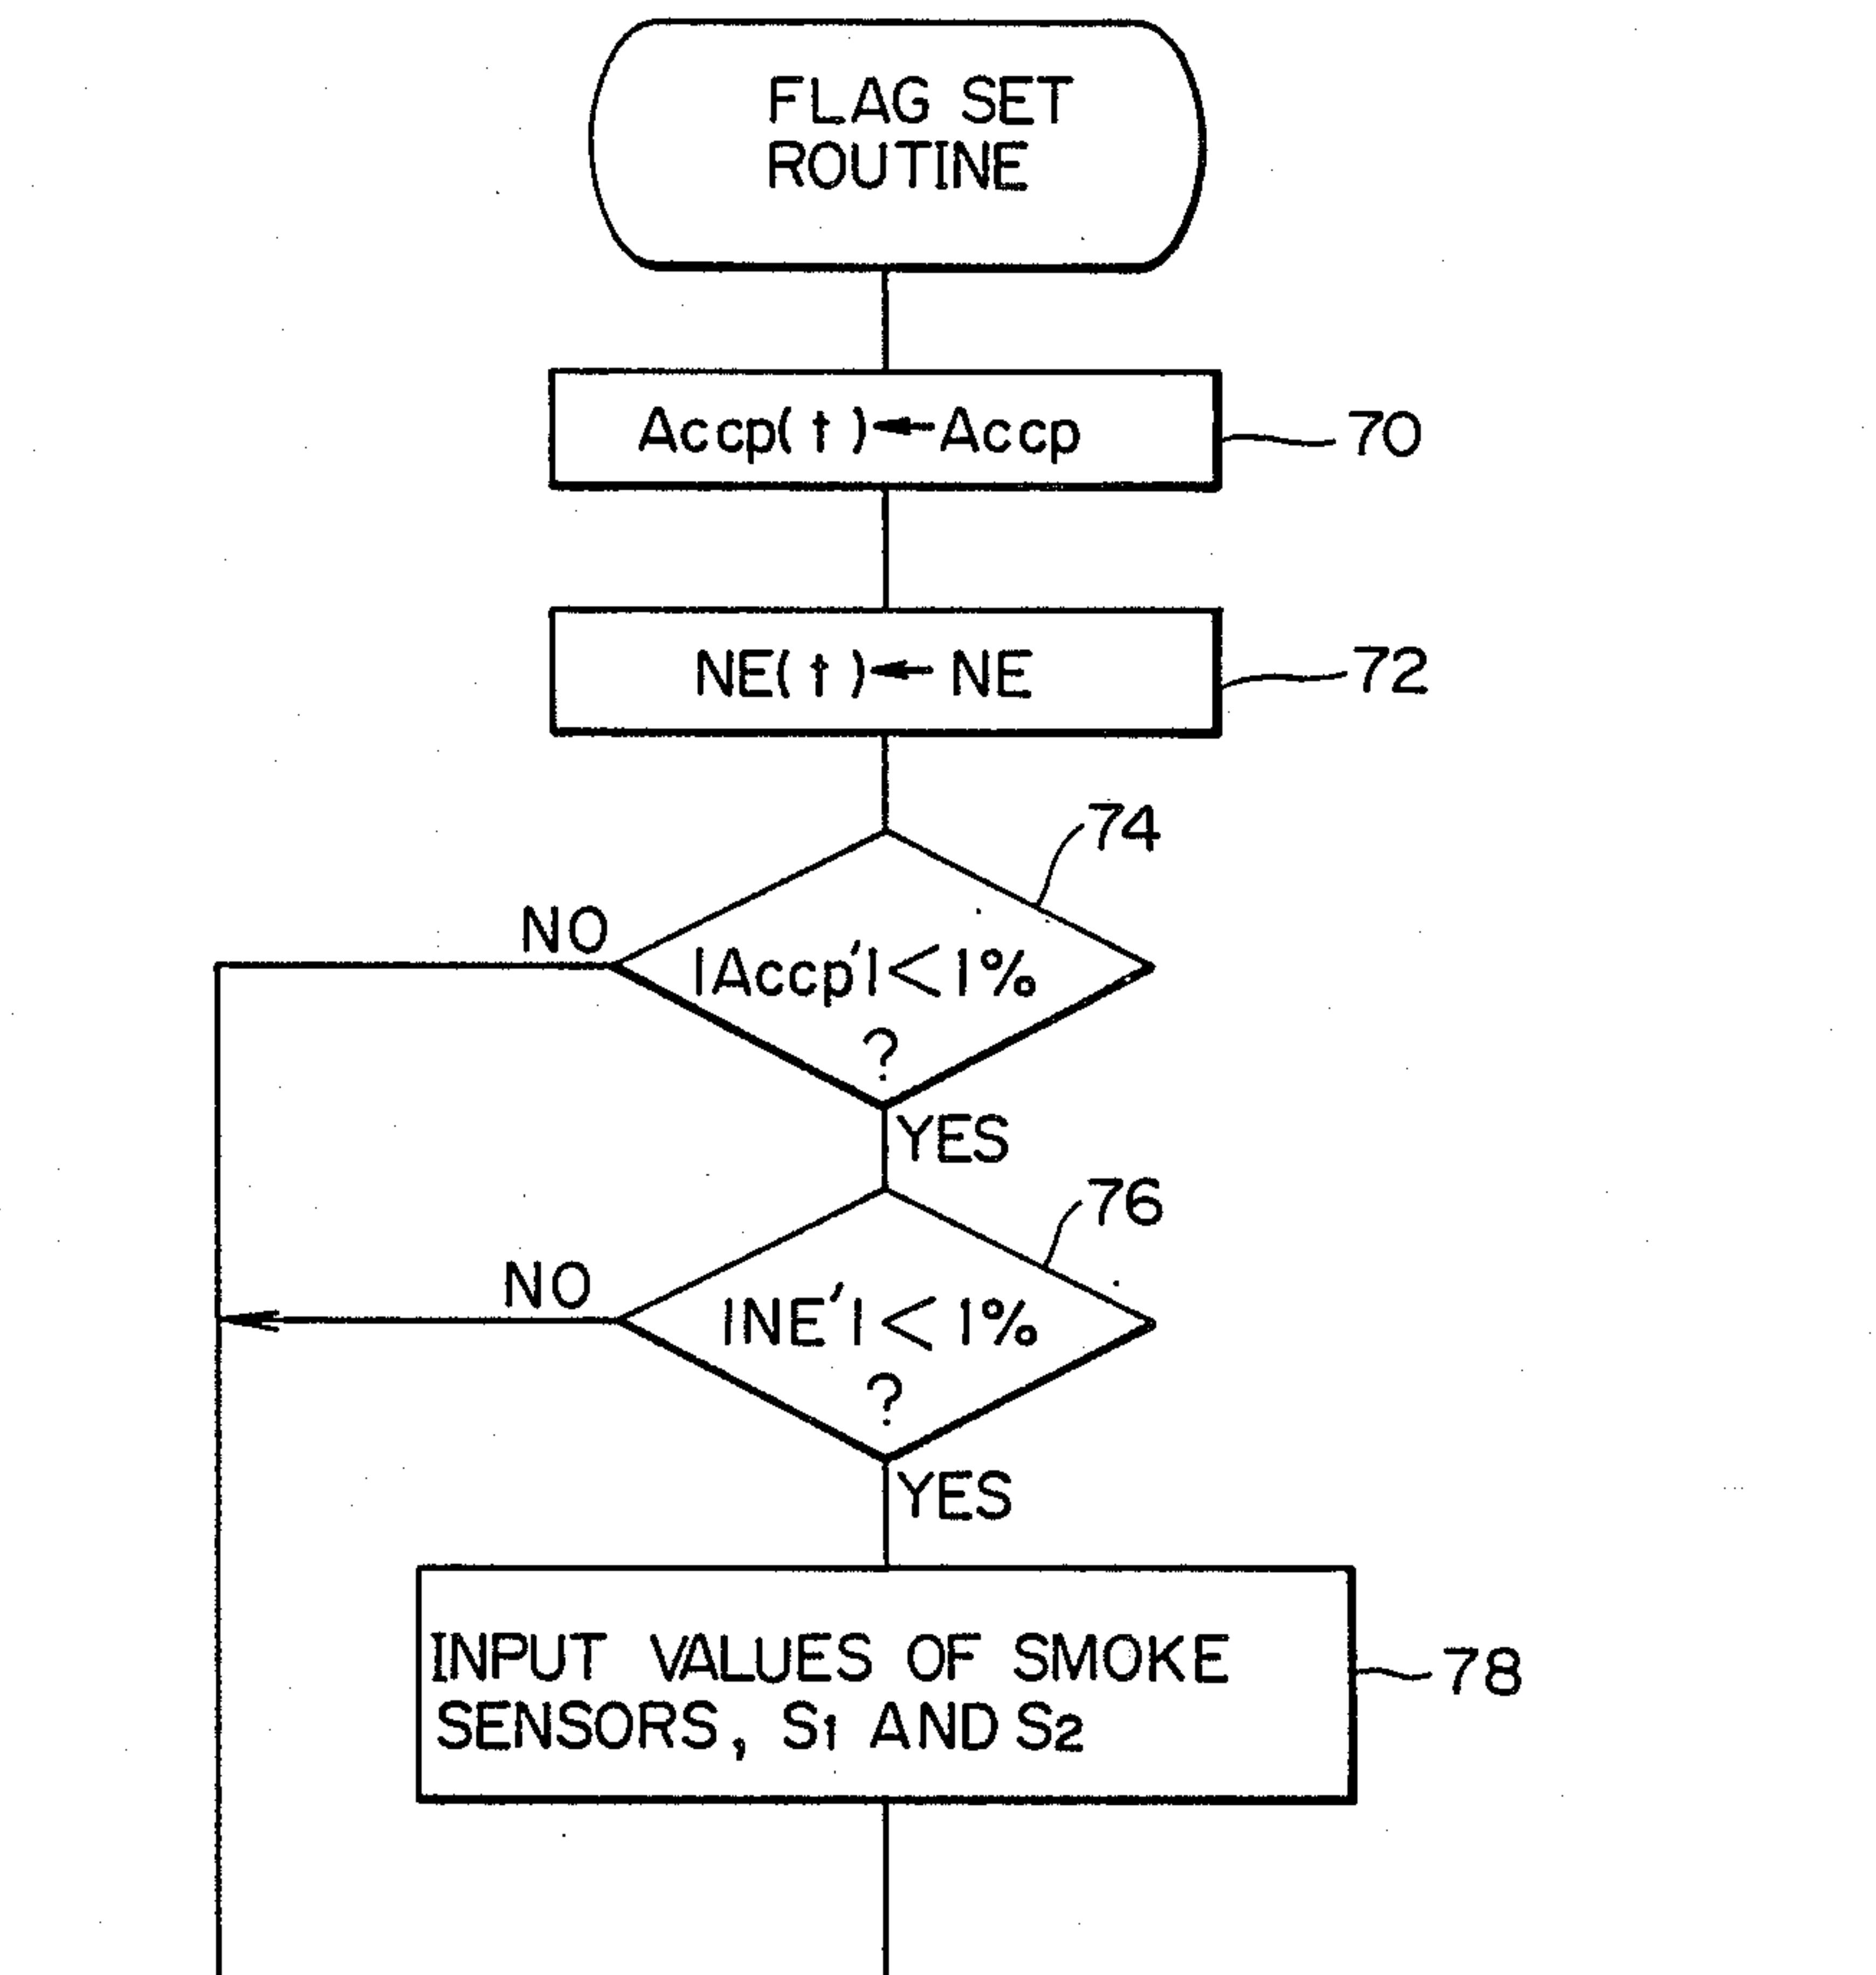 FLAG SET
ROUTINE
Accp(t)←Accp
70
NE(t)← NE
72
74
NO
|Accp'|<1%
?
YES
76
NO
|NE'|<1%
?
YES
INPUT VALUES OF SMOKE
SENSORS, S1 AND S2
78